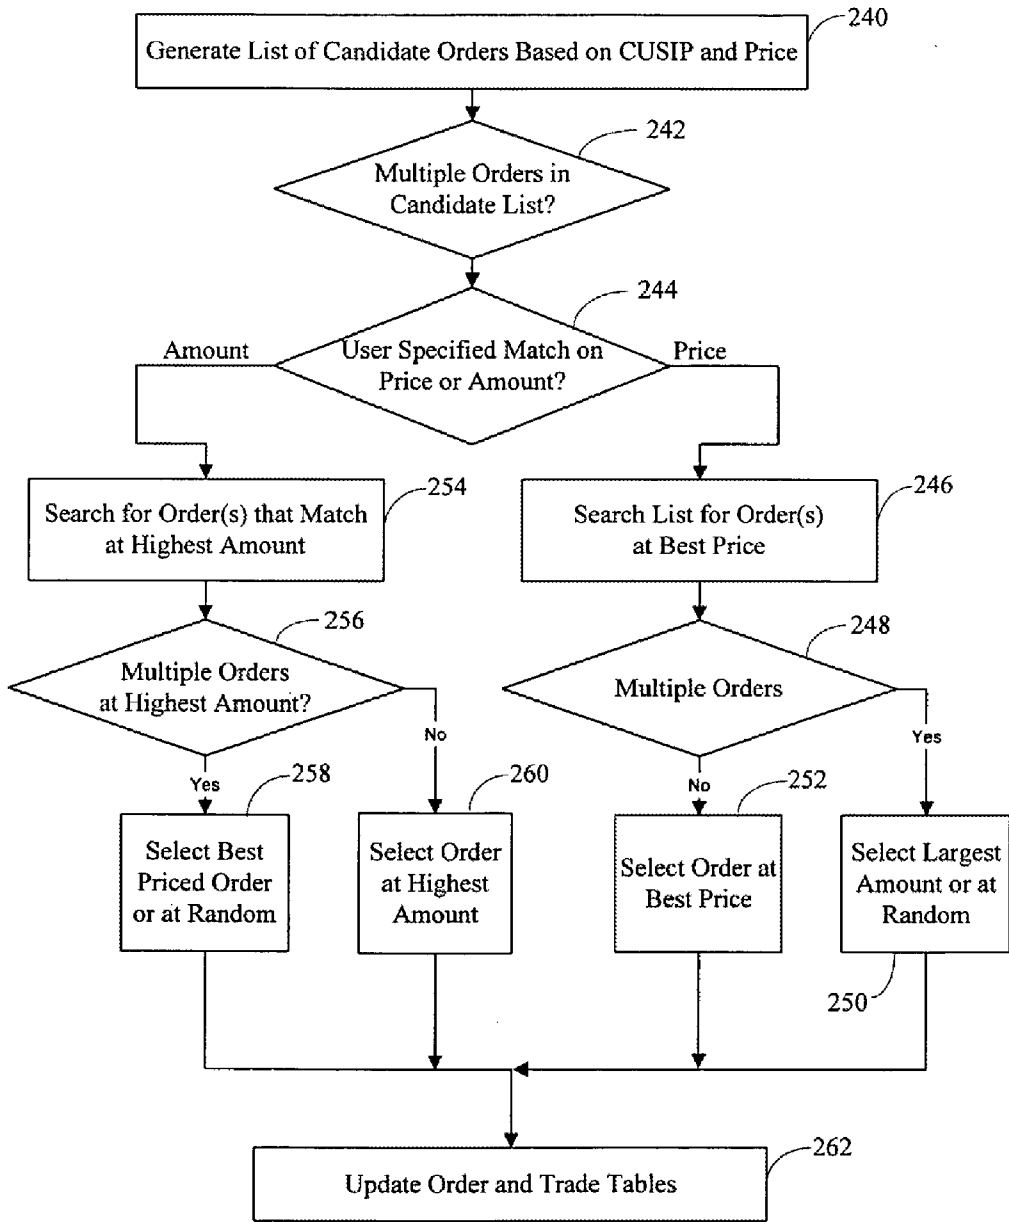 240
Generate List of Candidate Orders Based on CUSIP and Price
242
Multiple Orders in
Candidate List?
244
Amount
User Specified Match on
Price or Amount?
Price
254
Search for Order(s) that Match
at Highest Amount
246
Search List for Order(s)
at Best Price
256
Multiple Orders
at Highest Amount?
248
Multiple Orders
No
Yes
Yes
258
260
No
252
Select Best
Priced Order
or at Random
Select Order
at Highest
Amount
Select Order at
Best Price
Select Largest
Amount or at
Random
250
262
Update Order and Trade Tables